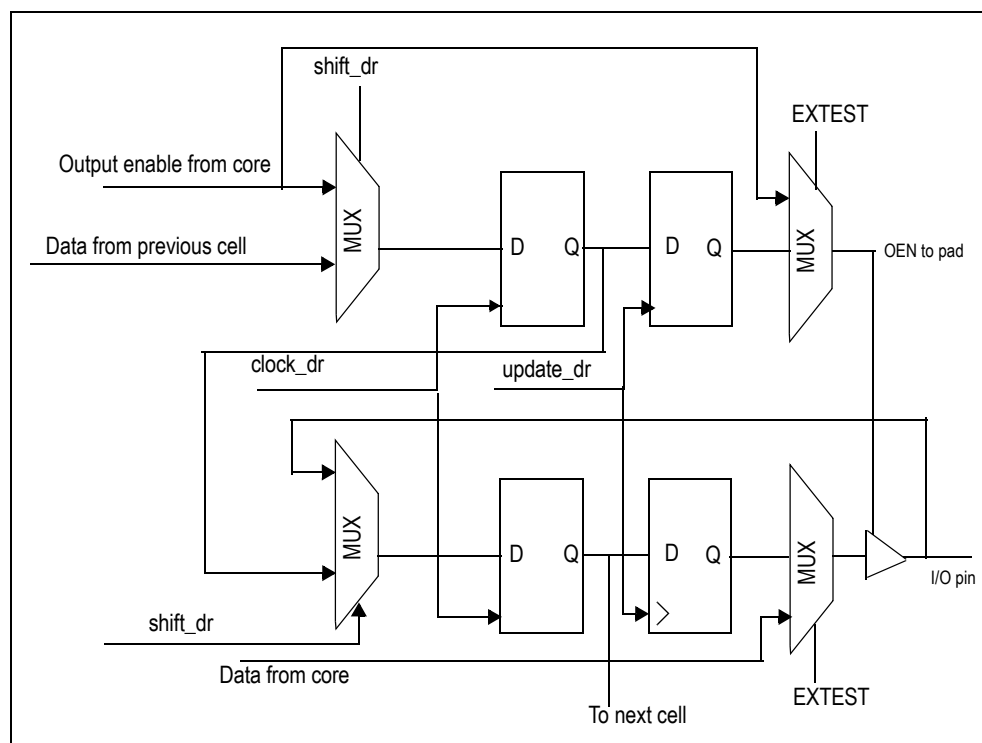 shift_dr
EXTEST
Output enable from core
MUX
MUX
Data from previous cell
D Q
D Q
OEN to pad
clock_dr
update_dr
MUX
MUX
D Q
D Q
I/O pin
shift_dr
Data from core
EXTEST
To next cell